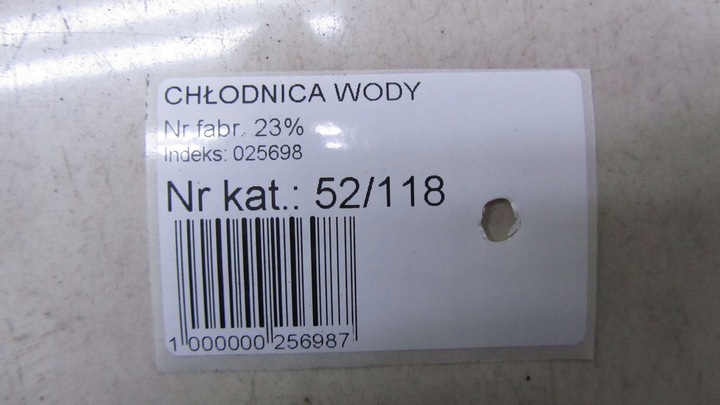 CHŁODNICA WODY
Nr fabr. 23%
Indeks: 025698
Nr kat.: 52/118
1 000000 256987